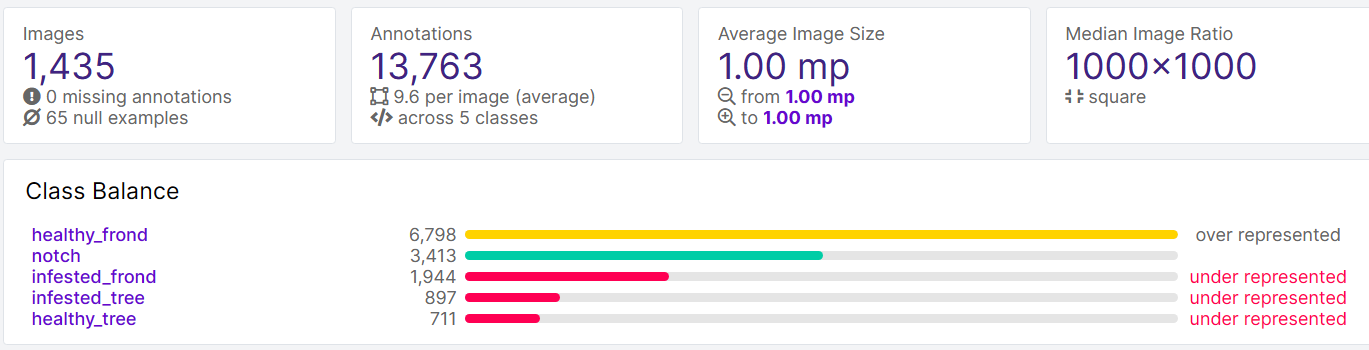 Images
1,435
0 missing annotations
65 null examples
Annotations
13,763
9.6 per image (average)
across 5 classes
Average Image Size
1.00 mp
from 1.00 mp
to 1.00 mp
Median Image Ratio
1000×1000
square
Class Balance
healthy_frond 6,798 over represented
notch 3,413
infested_frond 1,944 under represented
infested_tree 897 under represented
healthy_tree 711 under represented